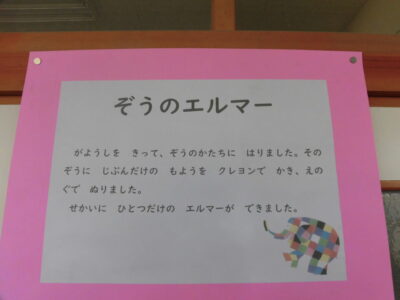 ぞうのエルマー
がようしを　きって、ぞうのかたちに　はりました。その
ぞうに　じぶんだけの　もようを　クレヨンで　かき、えの
ぐで　ぬりました。
せかいに　ひとつだけの　エルマーが　できました。